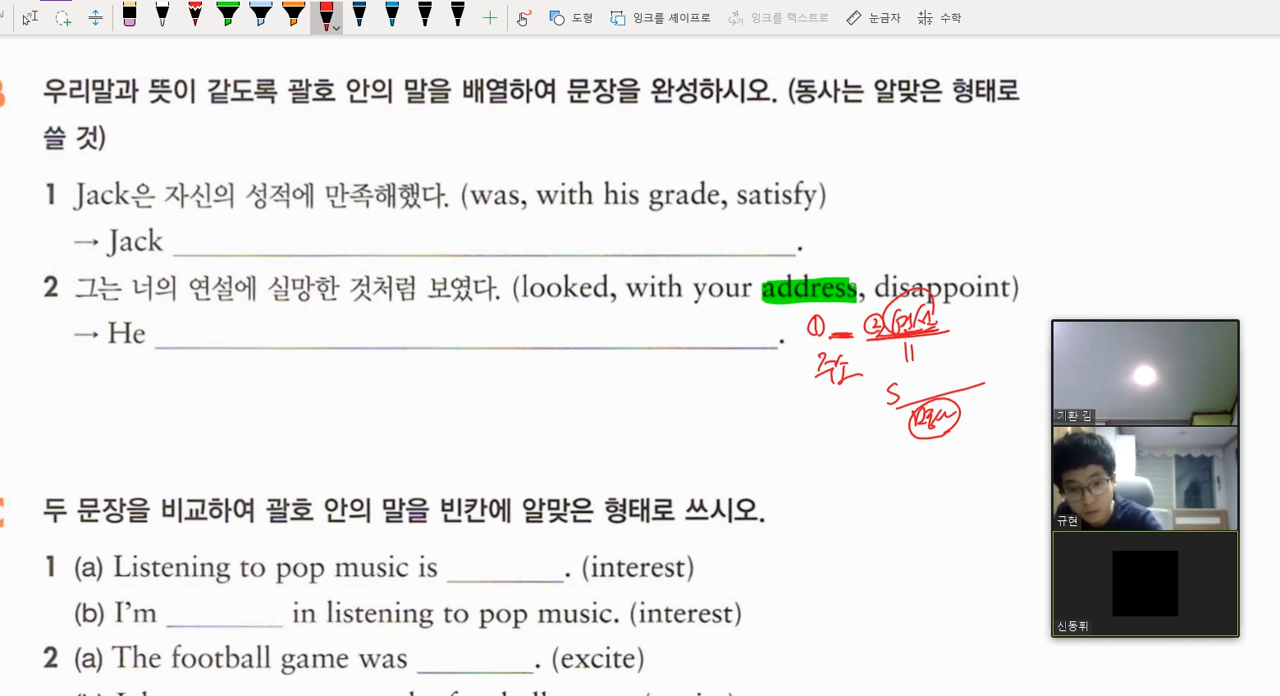 도형 잉크를 셰이프로 잉크를 텍스트로 눈금자 수학
우리말과 뜻이 같도록 괄호 안의 말을 배열하여 문장을 완성하시오. (동사는 알맞은 형태로
쓸 것)
1 Jack은 자신의 성적에 만족해했다. (was, with his grade, satisfy)
→ Jack
.
2 그는 너의 연설에 실망한 것처럼 보였다. (looked, with your address, disappoint)
→ He
.
① ② 연설
주소
S
기환 김
규현
신동휘
두 문장을 비교하여 괄호 안의 말을 빈칸에 알맞은 형태로 쓰시오.
1 (a) Listening to pop music is ________. (interest)
(b) I'm ________ in listening to pop music. (interest)
2 (a) The football game was ________. (excite)